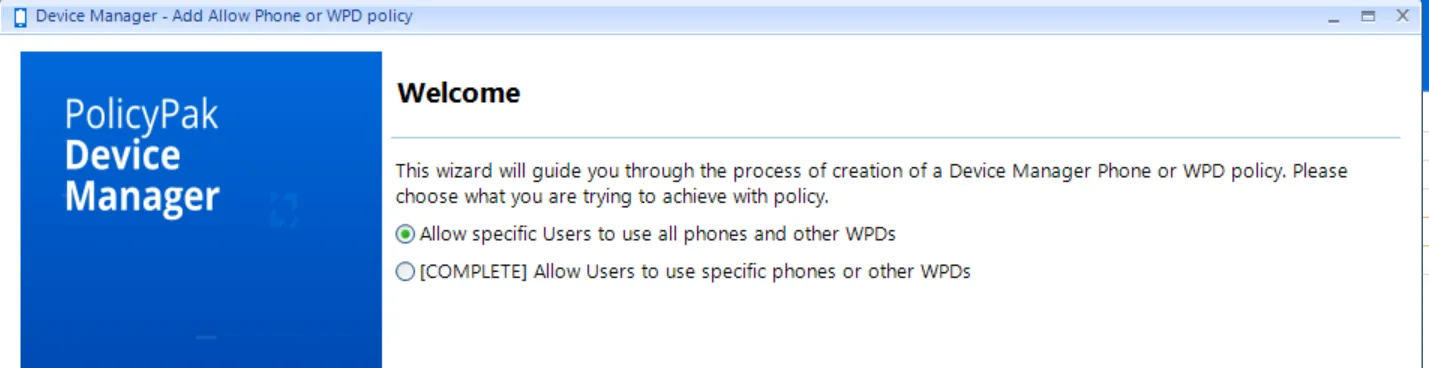 Device Manager - Add Allow Phone or WPD policy
PolicyPak
Device
Manager
Welcome
This wizard will guide you through the process of creation of a Device Manager Phone or WPD policy. Please
choose what you are trying to achieve with policy.
Allow specific Users to use all phones and other WPDs
[COMPLETE] Allow Users to use specific phones or other WPDs